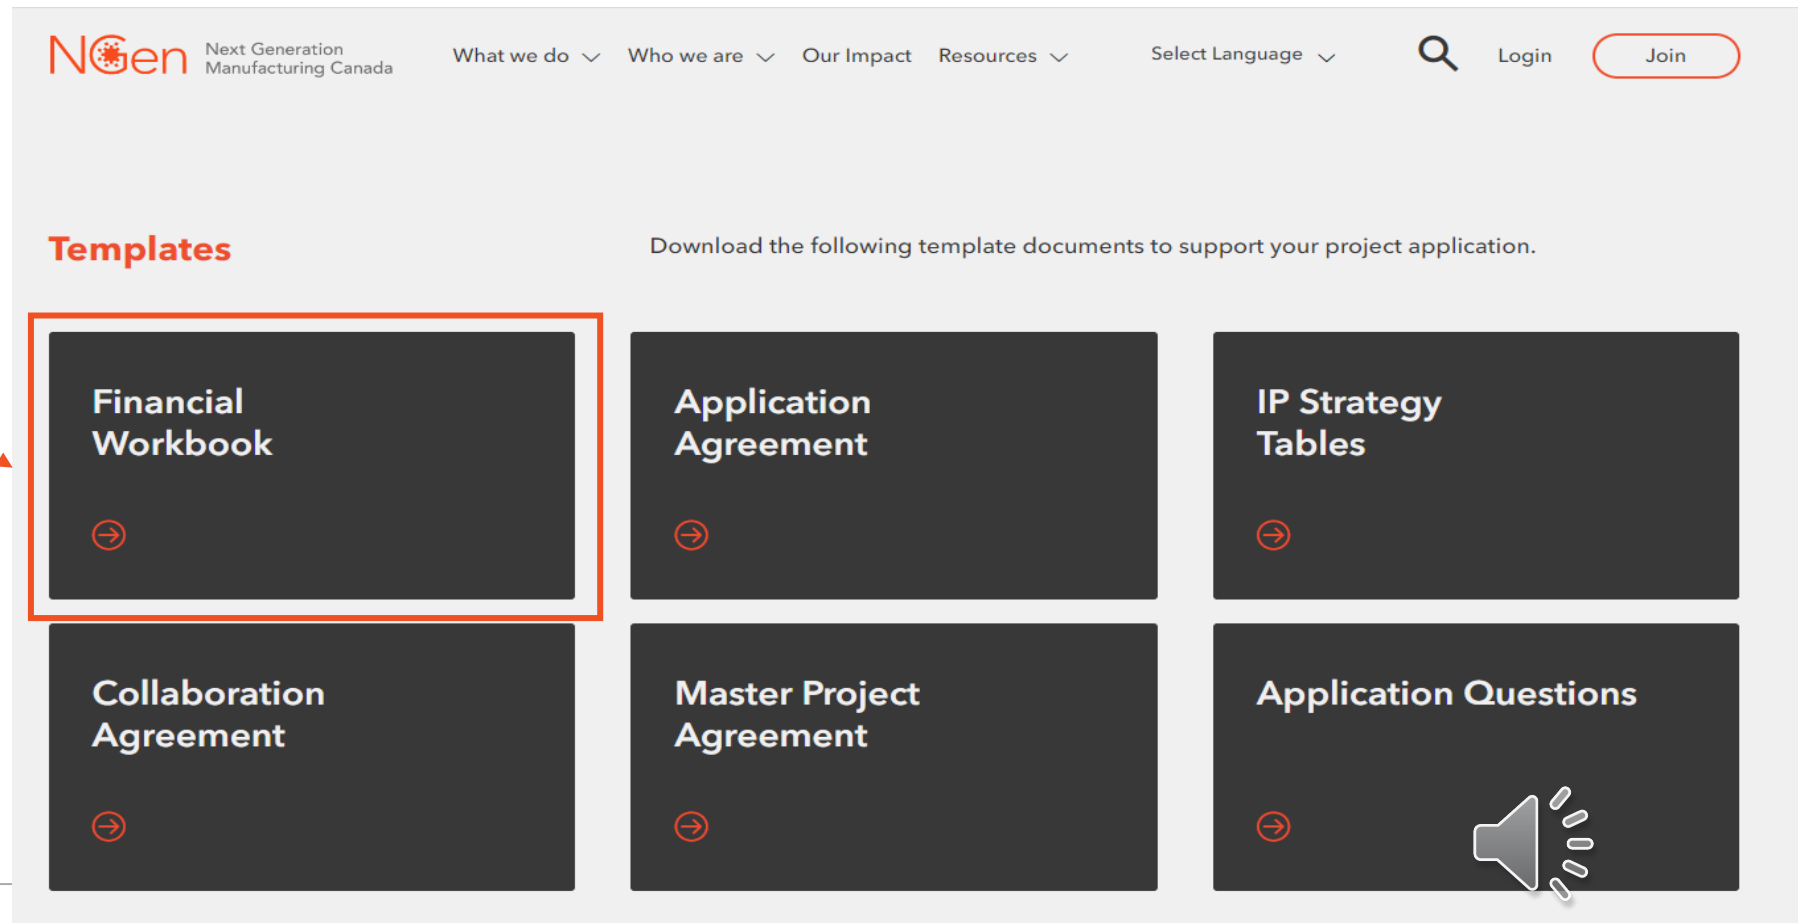 NGen
Next Generation
Manufacturing Canada
What we do
Who we are
Our Impact
Resources
Select Language
Login
Join
Templates
Download the following template documents to support your project application.
Financial
Workbook
Application
Agreement
IP Strategy
Tables
Collaboration
Agreement
Master Project
Agreement
Application Questions